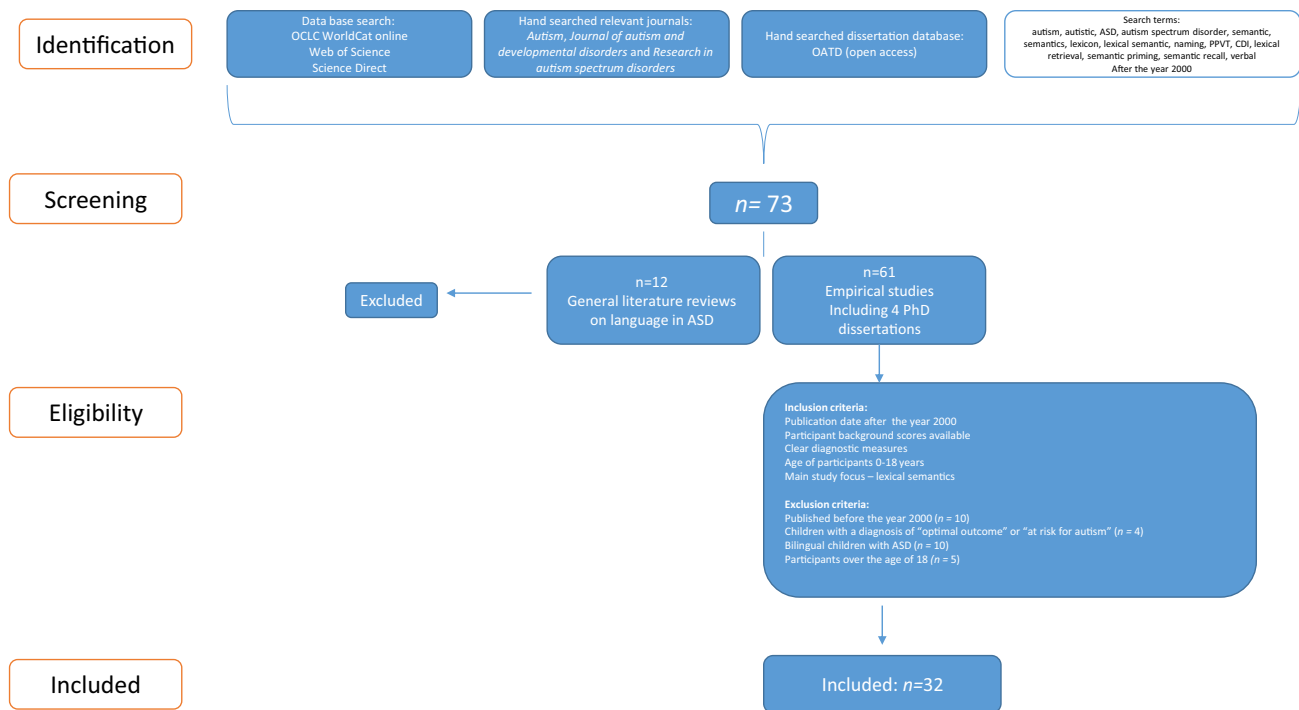 Identification
Data base search:
OCLC WorldCat online
Web of Science
Science Direct
Hand searched relevant journals:
Autism, Journal of autism and
developmental disorders and Research in
autism spectrum disorders
Hand searched dissertation database:
OATD (open access)
Search terms:
autism, autistic, ASD, autism spectrum disorder, semantic,
semantics, lexicon, lexical semantic, naming, PPVT, CDI, lexical
retrieval, semantic priming, semantic recall, verbal
After the year 2000
Screening
n= 73
Excluded
n=12
General literature reviews
on language in ASD
n=61
Empirical studies
Including 4 PhD
dissertations
Eligibility
Inclusion criteria:
Publication date after the year 2000
Participant background scores available
Clear diagnostic measures
Age of participants 0-18 years
Main study focus – lexical semantics
Exclusion criteria:
Published before the year 2000 (n = 10)
Children with a diagnosis of “optimal outcome” or “at risk for autism” (n = 4)
Bilingual children with ASD (n = 10)
Participants over the age of 18 (n = 5)
Included
Included: n=32